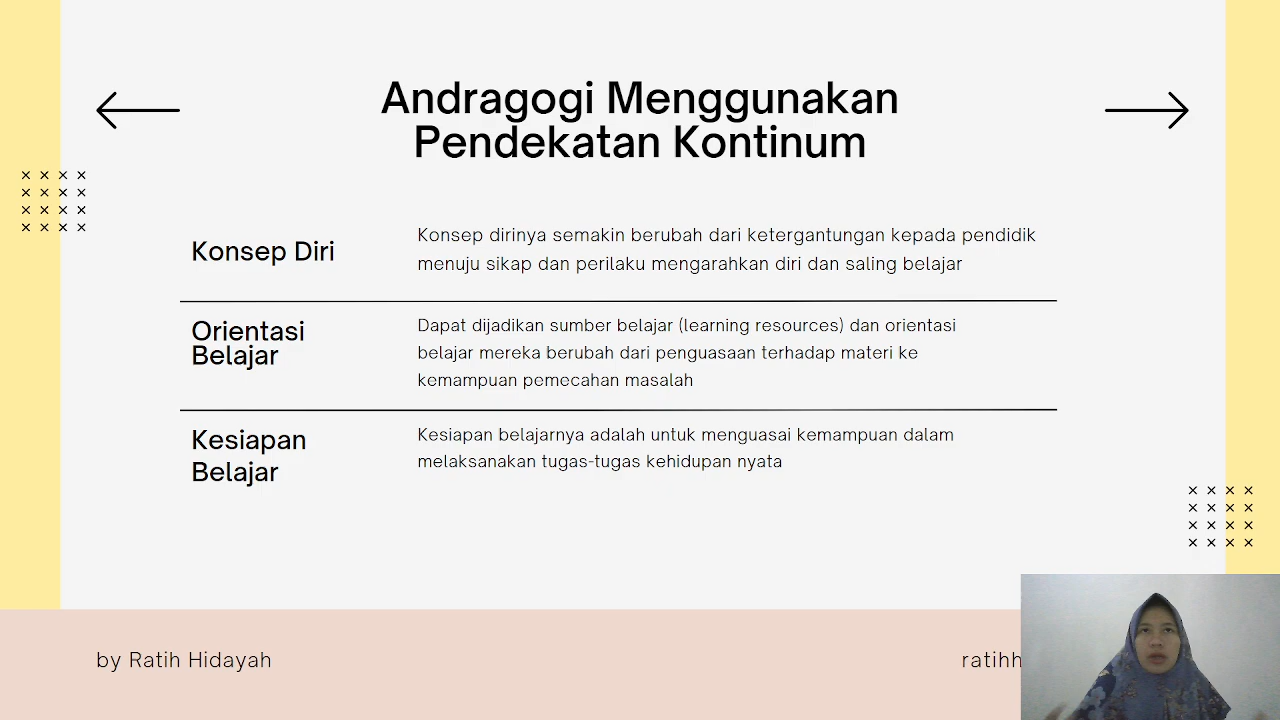 Andragogi Menggunakan
Pendekatan Kontinum
Konsep Diri
Konsep dirinya semakin berubah dari ketergantungan kepada pendidik
menuju sikap dan perilaku mengarahkan diri dan saling belajar
Orientasi
Belajar
Dapat dijadikan sumber belajar (learning resources) dan orientasi
belajar mereka berubah dari penguasaan terhadap materi ke
kemampuan pemecahan masalah
Kesiapan
Belajar
Kesiapan belajarnya adalah untuk menguasai kemampuan dalam
melaksanakan tugas-tugas kehidupan nyata
by Ratih Hidayah